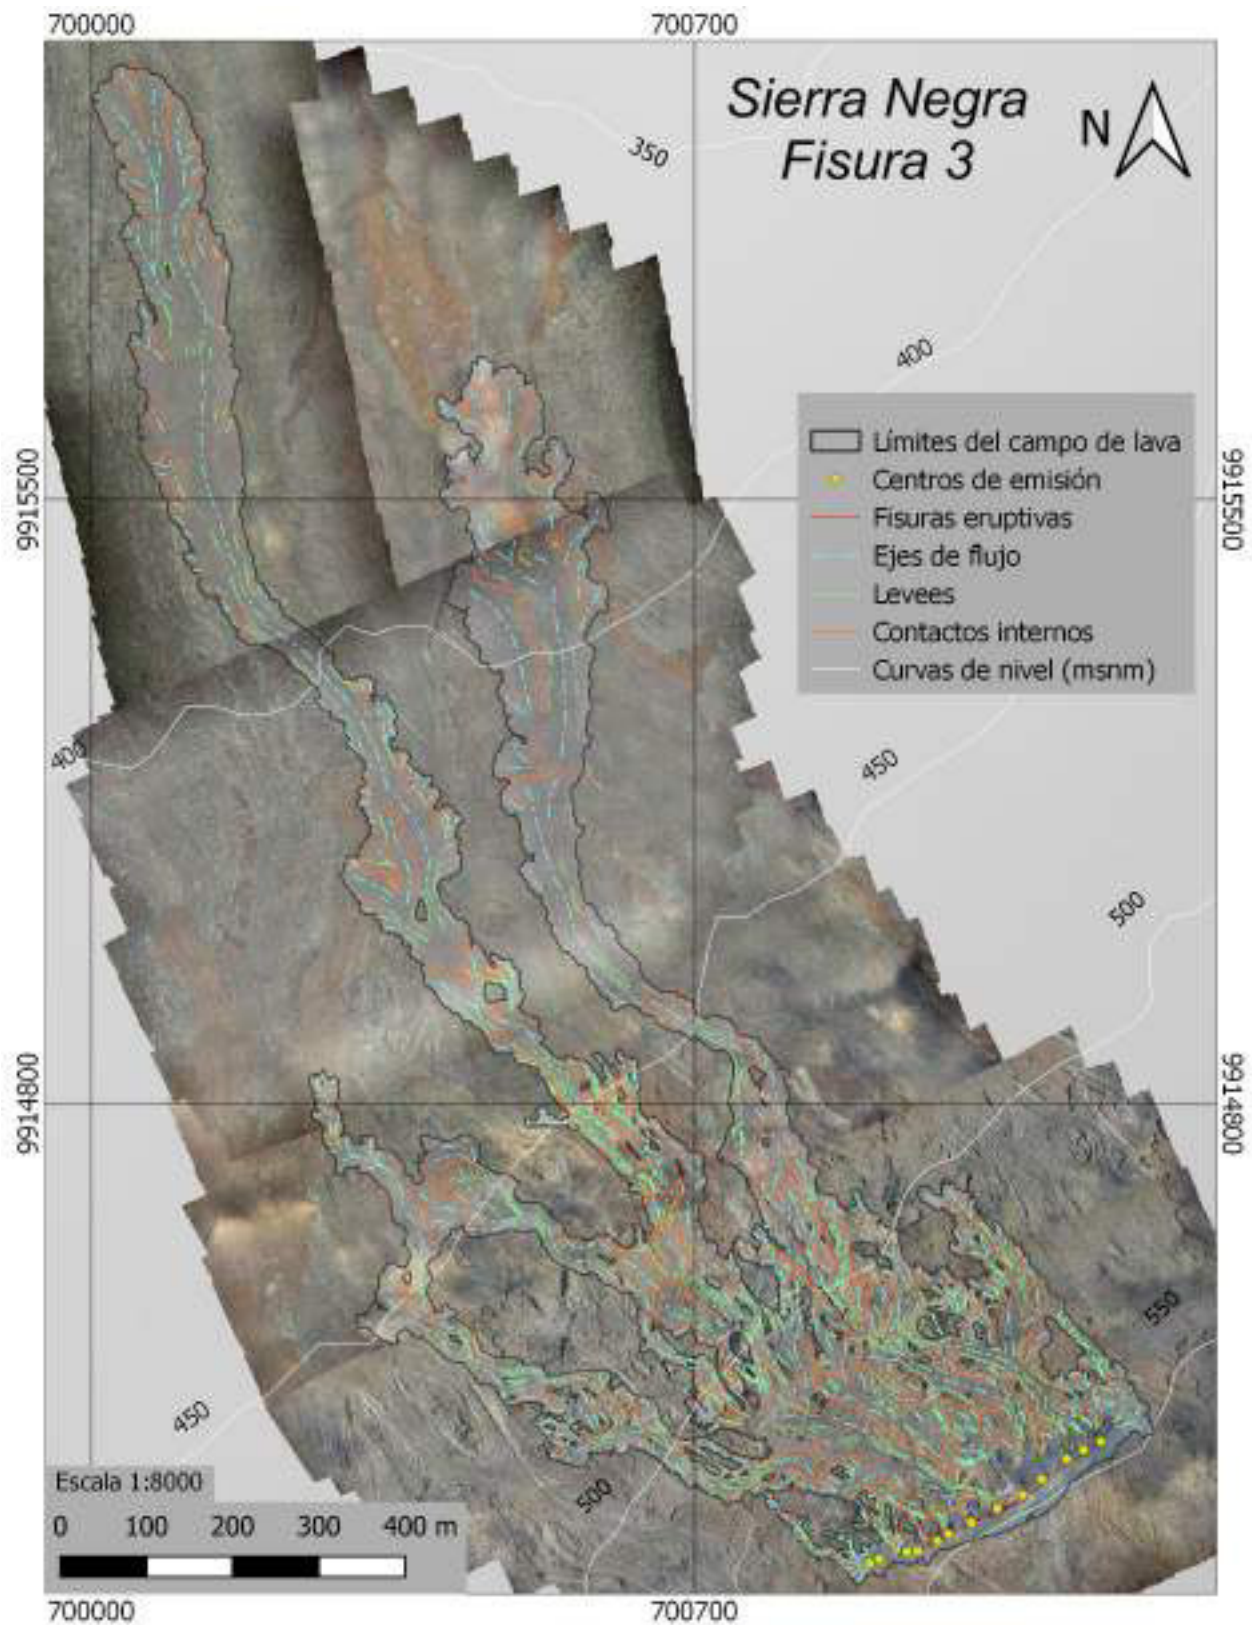 700000
700700
Sierra Negra
Fisura 3
N
350
400
Límites del campo de lava
Centros de emisión
Fisuras eruptivas
Ejes de flujo
Levees
Contactos internos
Curvas de nivel (msnm)
9915500
9915500
400
450
500
9914800
9914800
550
450
500
Escala 1:8000
0 100 200 300 400 m
700000
700700